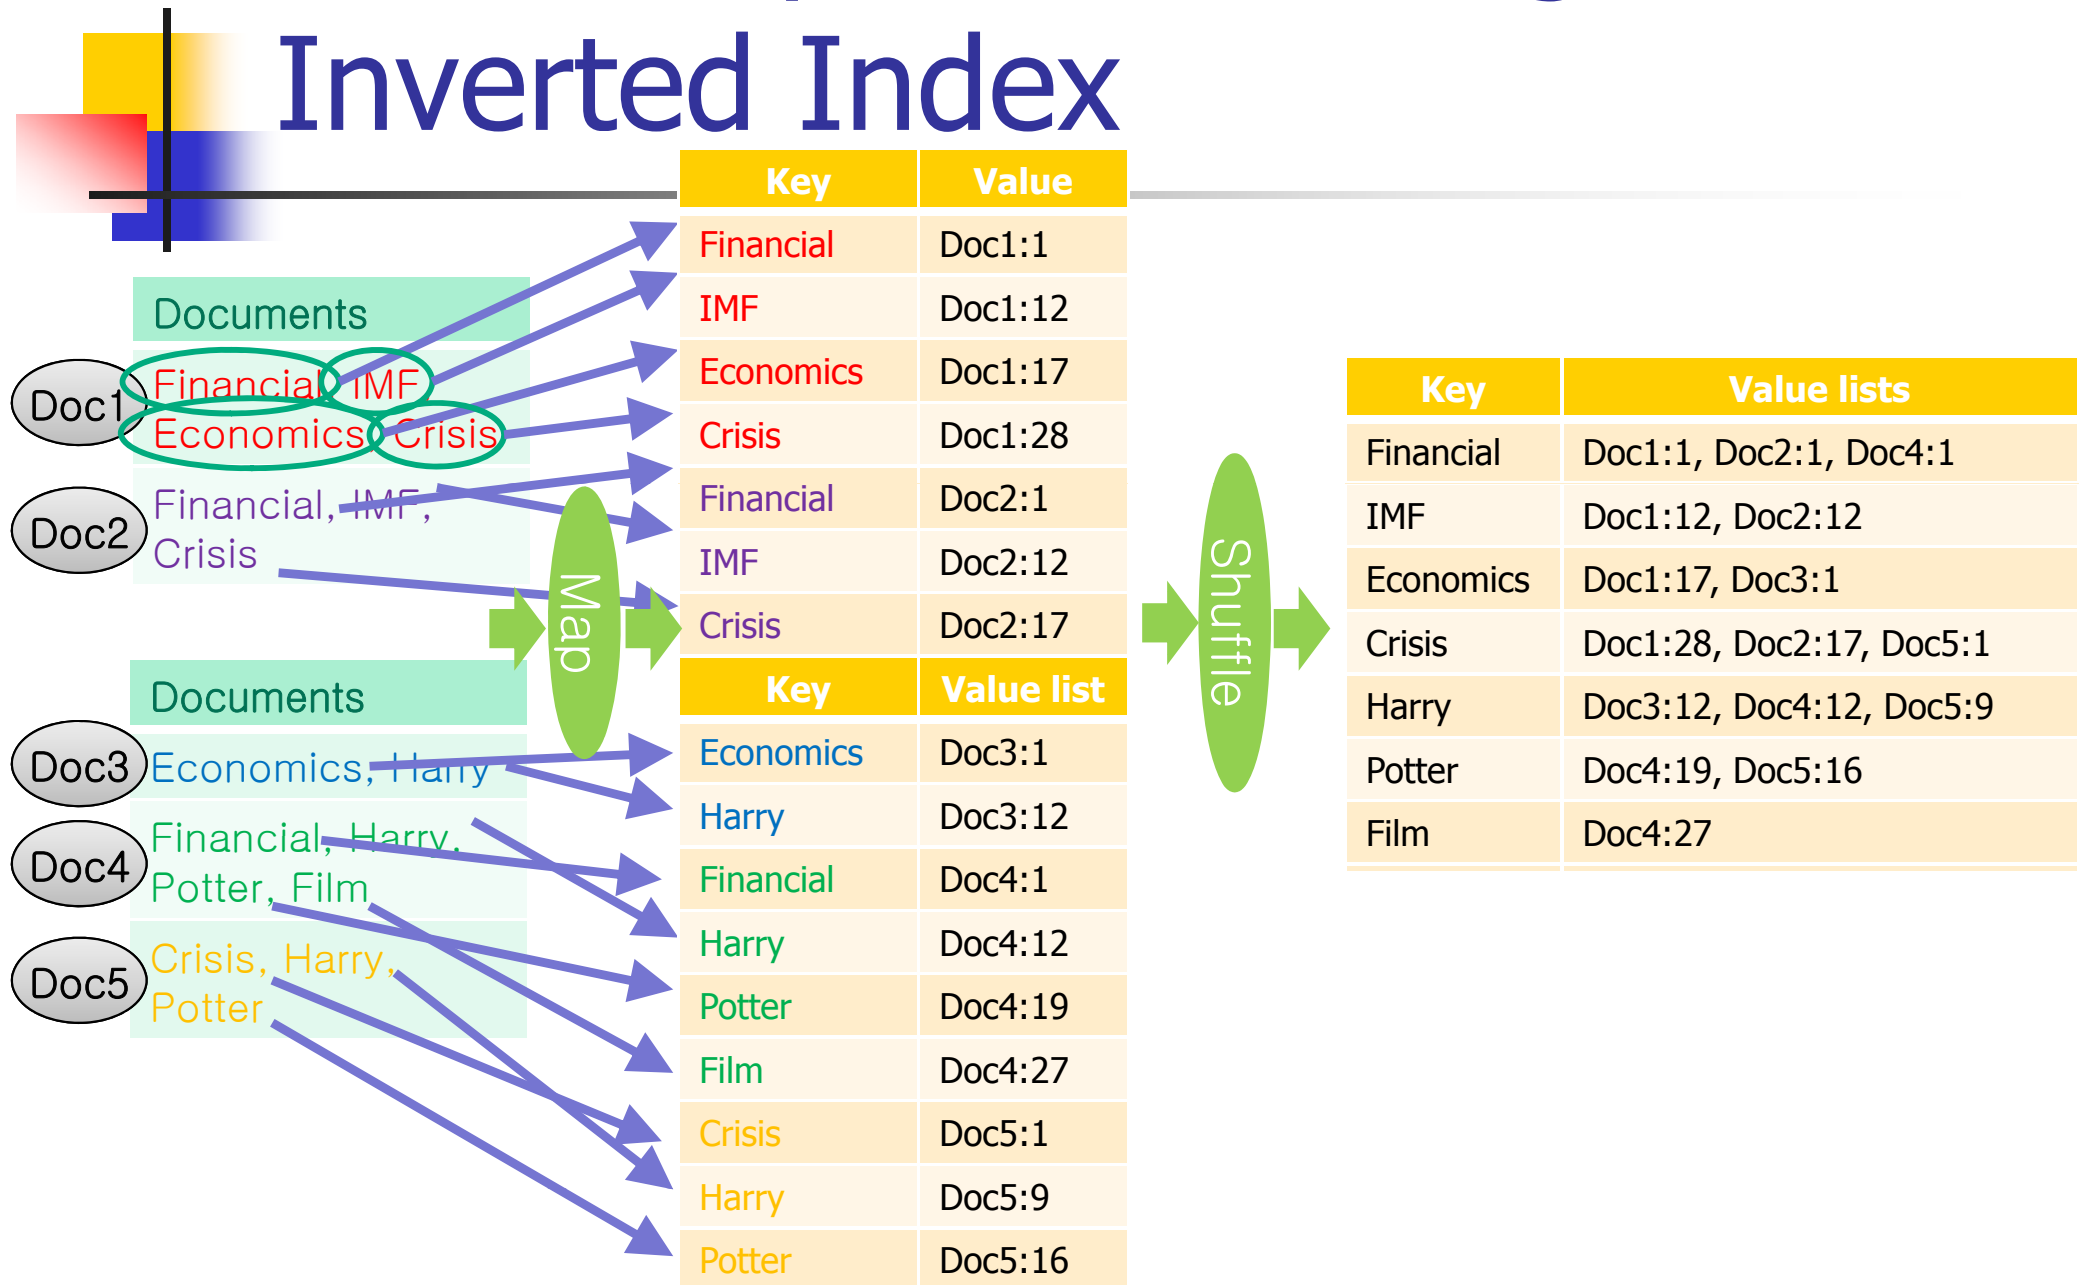 Inverted Index
Documents
Doc1
Financial, IMF
Economics, Crisis
Doc2
Financial, IMF,
Crisis
Documents
Doc3
Economics, Harry
Doc4
Financial, Harry,
Potter, Film
Doc5
Crisis, Harry,
Potter
Map
Key Value
Financial Doc1:1
IMF Doc1:12
Economics Doc1:17
Crisis Doc1:28
Financial Doc2:1
IMF Doc2:12
Crisis Doc2:17
Key Value list
Economics Doc3:1
Harry Doc3:12
Financial Doc4:1
Harry Doc4:12
Potter Doc4:19
Film Doc4:27
Crisis Doc5:1
Harry Doc5:9
Potter Doc5:16
Shuffle
Key Value lists
Financial Doc1:1, Doc2:1, Doc4:1
IMF Doc1:12, Doc2:12
Economics Doc1:17, Doc3:1
Crisis Doc1:28, Doc2:17, Doc5:1
Harry Doc3:12, Doc4:12, Doc5:9
Potter Doc4:19, Doc5:16
Film Doc4:27